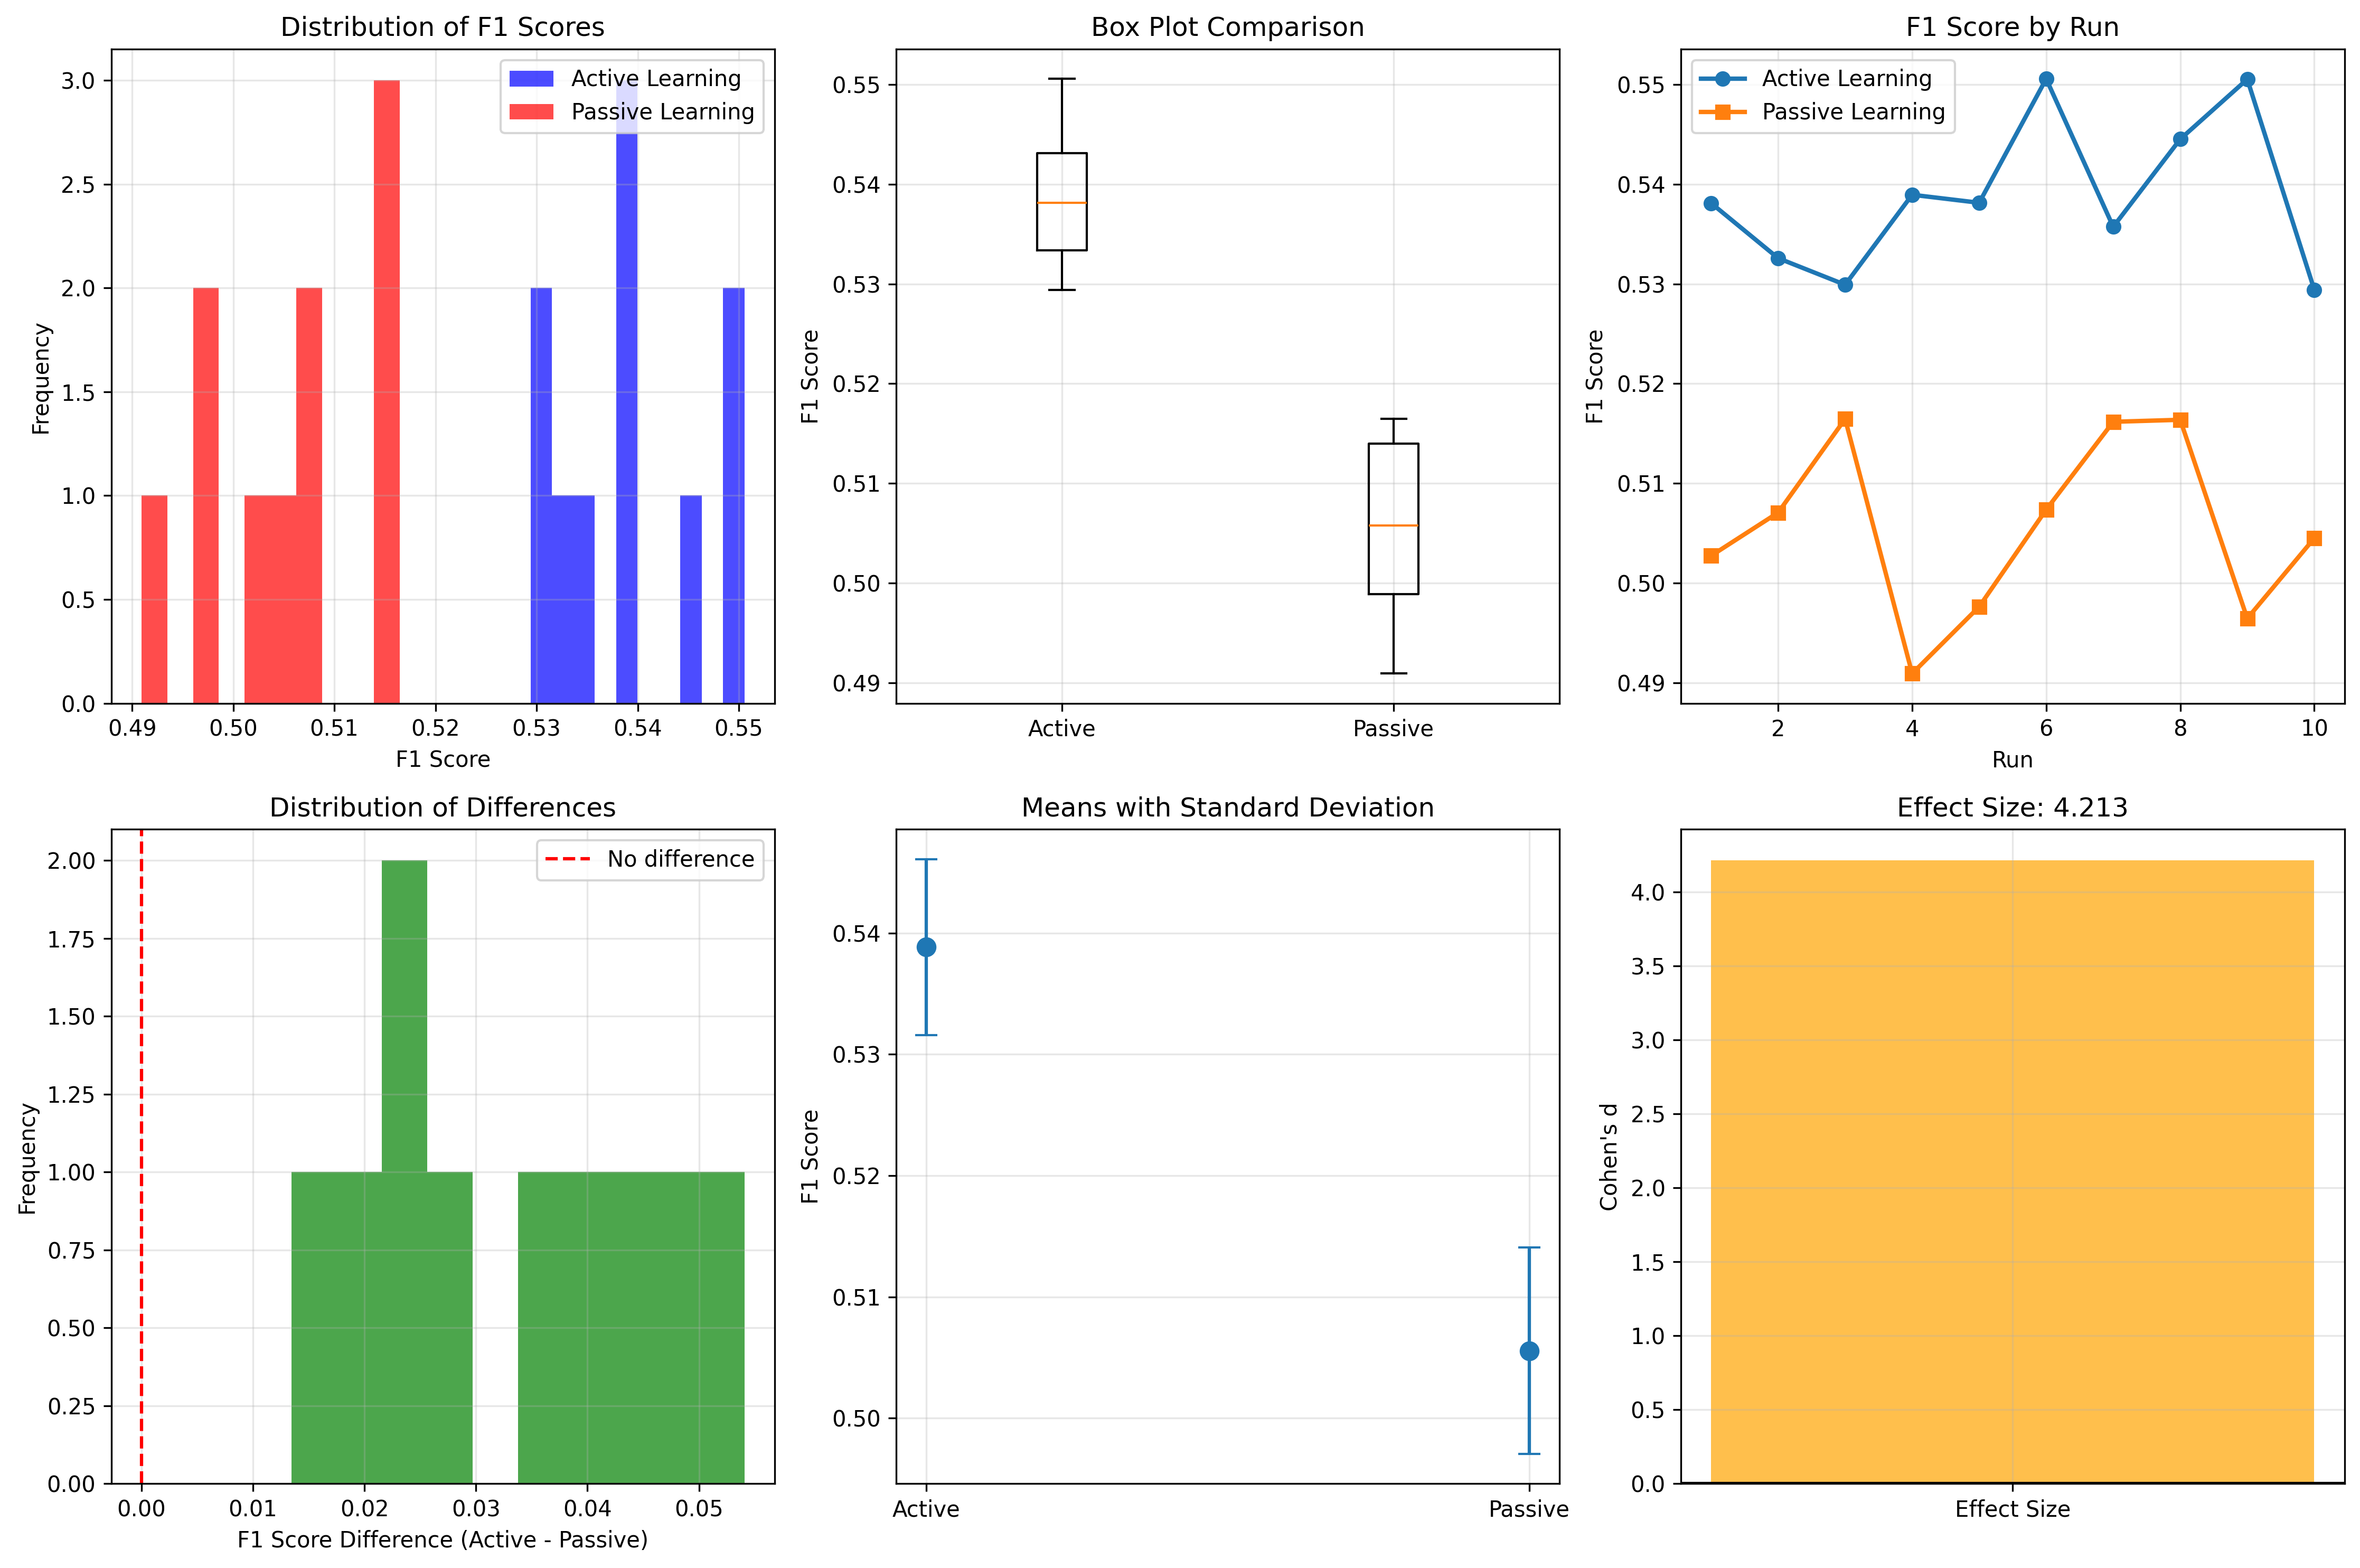 Distribution of F1 Scores
Active Learning
Passive Learning
3.0
2.5
2.0
1.5
1.0
0.5
0.0
Frequency
0.49 0.50 0.51 0.52 0.53 0.54 0.55
F1 Score
Box Plot Comparison
0.55
0.54
0.53
0.52
0.51
0.50
0.49
F1 Score
Active Passive
F1 Score by Run
Active Learning
Passive Learning
0.55
0.54
0.53
0.52
0.51
0.50
0.49
F1 Score
2 4 6 8 10
Run
Distribution of Differences
No difference
2.00
1.75
1.50
1.25
1.00
0.75
0.50
0.25
0.00
Frequency
0.00 0.01 0.02 0.03 0.04 0.05
F1 Score Difference (Active - Passive)
Means with Standard Deviation
0.54
0.53
0.52
0.51
0.50
F1 Score
Active Passive
Effect Size: 4.213
4.0
3.5
3.0
2.5
2.0
1.5
1.0
0.5
0.0
Cohen's d
Effect Size